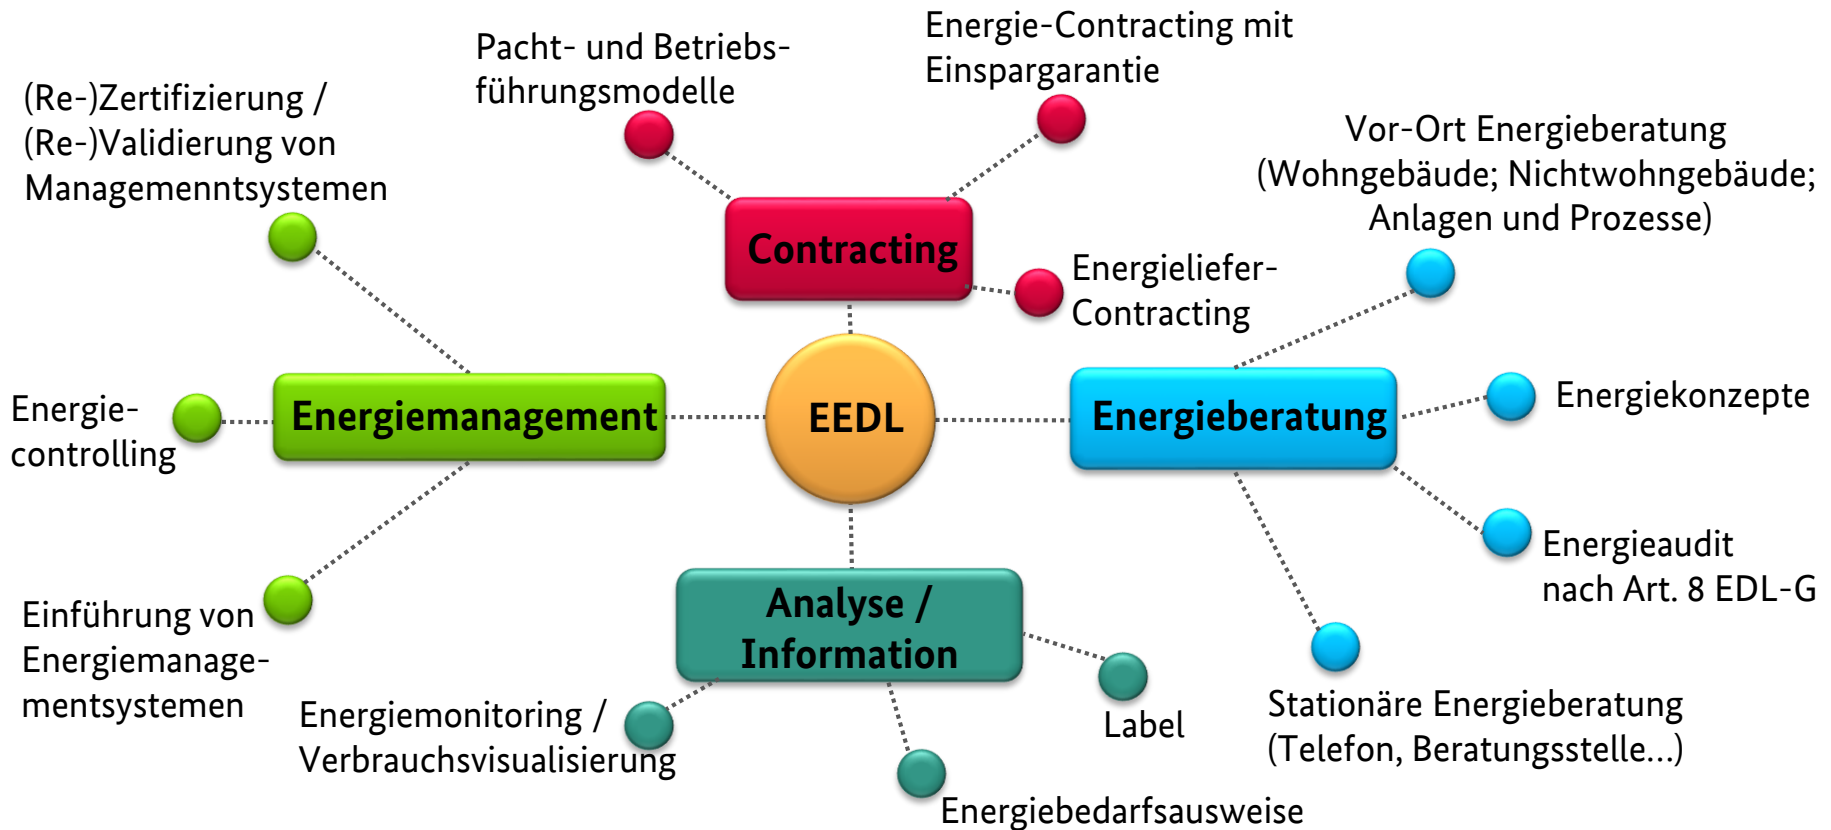 Pacht- und Betriebs-
führungsmodelle
Energie-Contracting mit
Einspargarantie
(Re-)Zertifizierung /
(Re-)Validierung von
Managemenntsystemen
Vor-Ort Energieberatung
(Wohngebäude; Nichtwohngebäude;
Anlagen und Prozesse)
Contracting
Energieliefer-
Contracting
Energie-
controlling
Energiemanagement
EEDL
Energieberatung
Energiekonzepte
Energieaudit
nach Art. 8 EDL-G
Einführung von
Energiemanage-
mentsystemen
Analyse /
Information
Energiemonitoring /
Verbrauchsvisualisierung
Label
Stationäre Energieberatung
(Telefon, Beratungsstelle...)
Energiebedarfsausweise